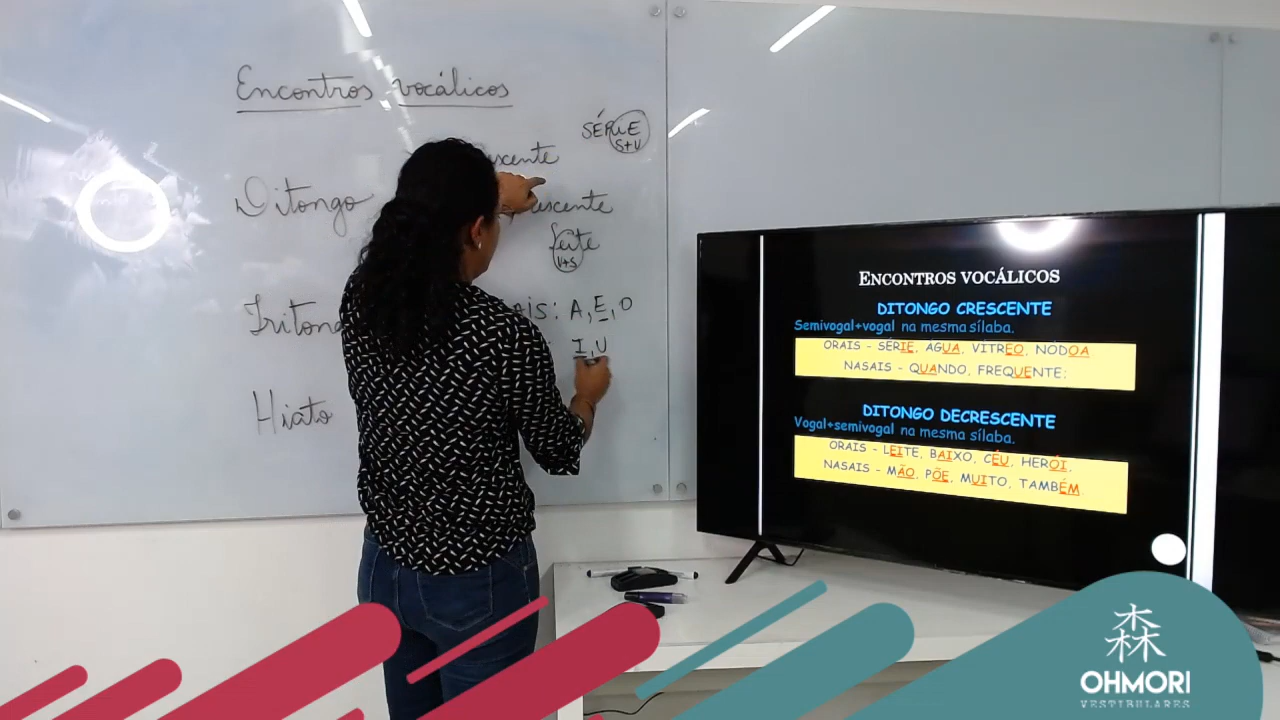 Encontros vocálicos
SÉRIE
S+V
Ditongo
leite
V+S
A, E, O
Tritong
I, U
Hiato
ENCONTROS VOCÁLICOS
DITONGO CRESCENTE
Semivogal+vogal na mesma sílaba.
ORAIS - SÉRIE, ÁGUA, VÍTREO, NÓDOA
NASAIS - QUANDO, FREQUENTE;
DITONGO DECRESCENTE
Vogal+semivogal na mesma sílaba.
ORAIS - LEITE, BAIXO, CÉU, HERÓI,
NASAIS - MÃO, PÕE, MUITO, TAMBÉM
森
OHMORI
VESTIBULARES